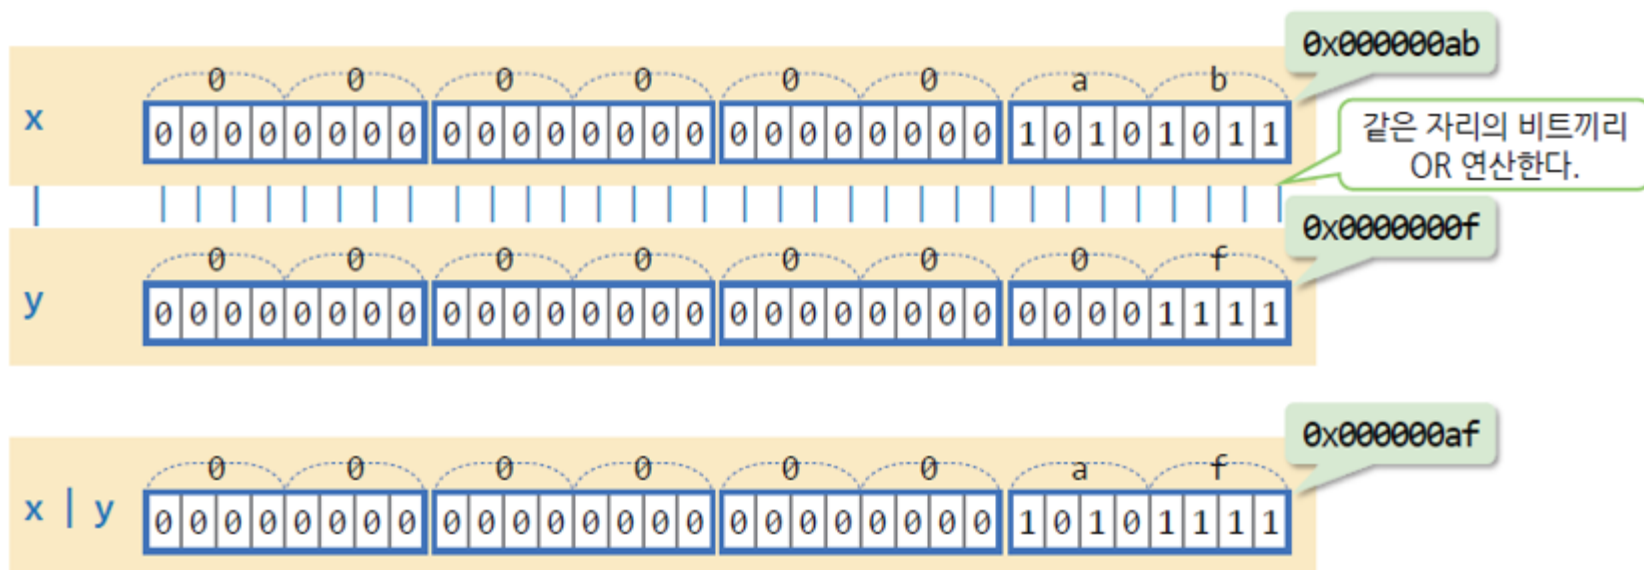 0x000000ab
0 0 0 0 0 0 a b
x 0 0 0 0 0 0 0 0 0 0 0 0 0 0 0 0 0 0 0 0 0 0 0 0 1 0 1 0 1 0 1 1
같은 자리의 비트끼리
OR 연산한다.
| | | | | | | | | | | | | | | | | | | | | | | | | | | | | | | | |
0x0000000f
0 0 0 0 0 0 0 f
y 0 0 0 0 0 0 0 0 0 0 0 0 0 0 0 0 0 0 0 0 0 0 0 0 0 0 0 0 1 1 1 1
0x000000af
0 0 0 0 0 0 a f
x | y 0 0 0 0 0 0 0 0 0 0 0 0 0 0 0 0 0 0 0 0 0 0 0 0 1 0 1 0 1 1 1 1